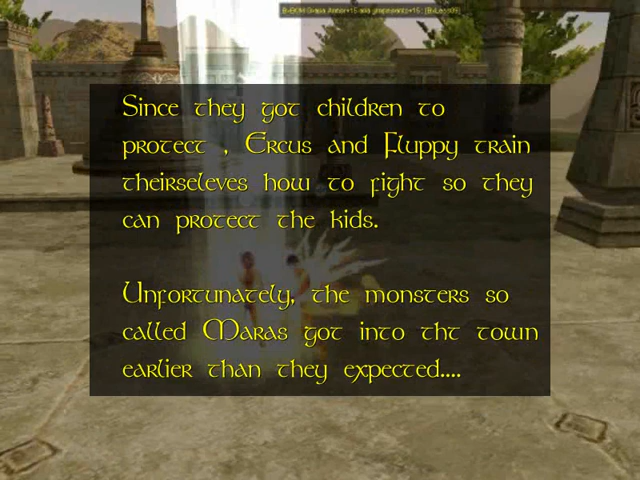 Since they got children to
protect , Ercus and Fluppy train
theirseleves how to fight so they
can protect the kids.
Unfortunately, the monsters so
called Maras got into tht town
earlier than they expected....